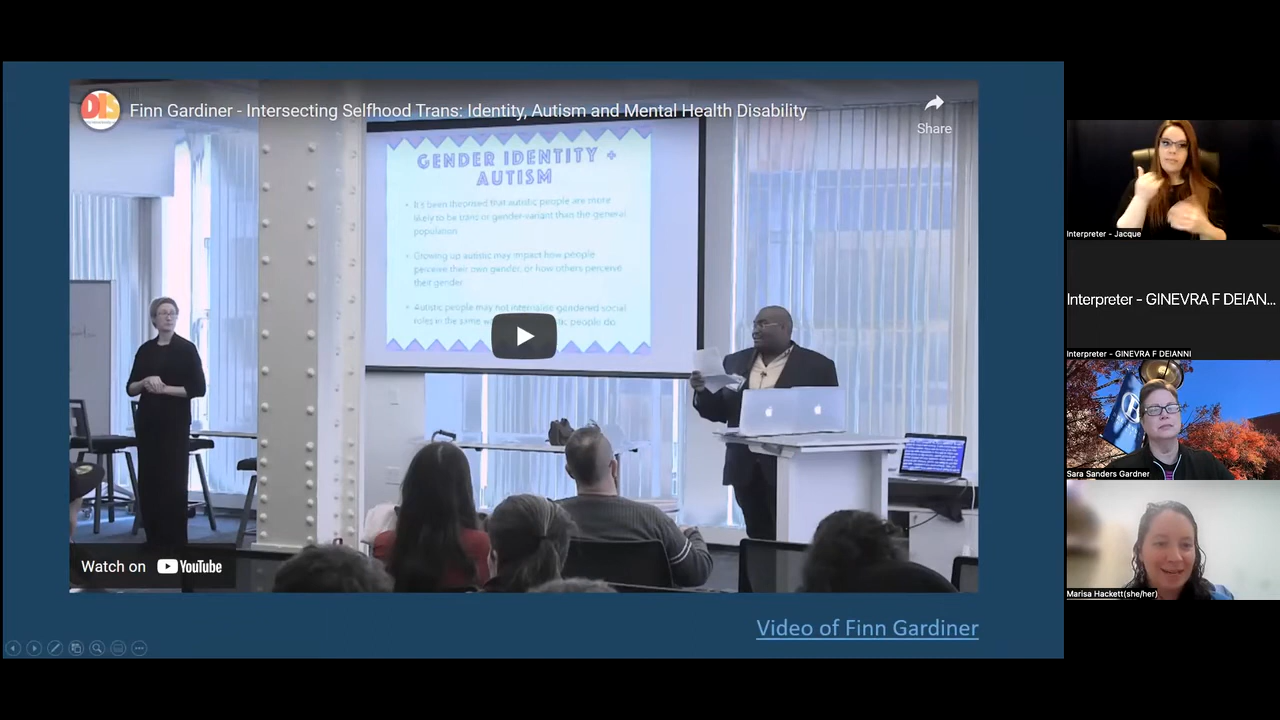 Finn Gardiner - Intersecting Selfhood Trans: Identity, Autism and Mental Health Disability
Share
GENDER IDENTITY +
AUTISM
• It's been theorised that autistic people are more
likely to be trans or gender-variant than the general
population
• Growing up autistic may impact how people
perceive their own gender, or how others perceive
their gender.
• Autistic people may not internalise gendered social
roles in the same people do
Watch on YouTube
Video of Finn Gardiner
Interpreter - Jacque
Interpreter - GINEVRA F DEIAN...
Interpreter - GINEVRA F DEIANNI
Sara Sanders Gardner
Marisa Hackett(she/her)